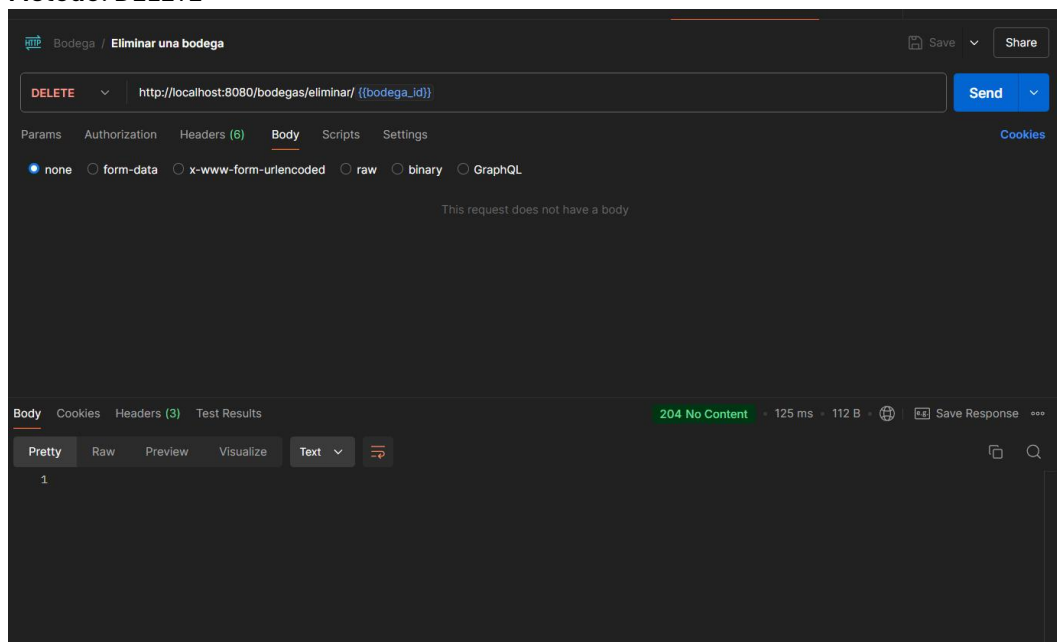 Método: DELETE
HTTP Bodega / Eliminar una bodega Save Share
DELETE http://localhost:8080/bodegas/eliminar/ {{bodega_id}} Send
Params Authorization Headers (6) Body Scripts Settings Cookies
none form-data x-www-form-urlencoded raw binary GraphQL
This request does not have a body
Body Cookies Headers (3) Test Results 204 No Content 125 ms 112 B e.g. Save Response
Pretty Raw Preview Visualize Text
1